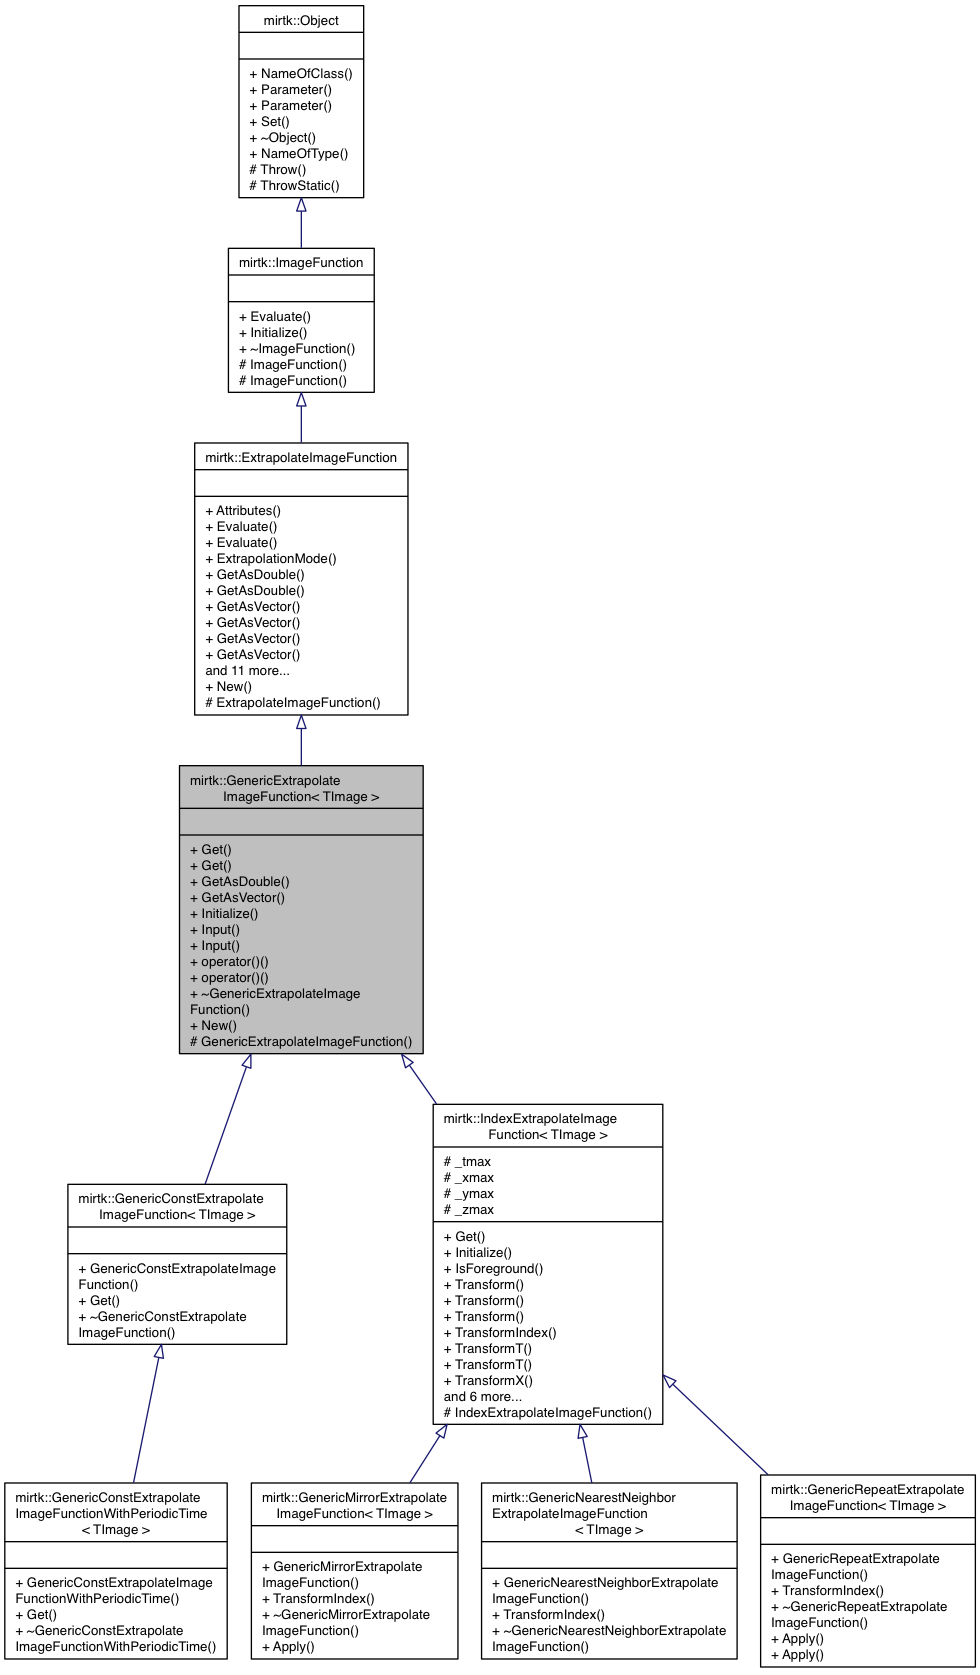 mirtk::Object
+ NameOfClass()
+ Parameter()
+ Parameter()
+ Set()
+ ~Object()
+ NameOfType()
# Throw()
# ThrowStatic()
mirtk::ImageFunction
+ Evaluate()
+ Initialize()
+ ~ImageFunction()
# ImageFunction()
# ImageFunction()
mirtk::ExtrapolateImageFunction
+ Attributes()
+ Evaluate()
+ Evaluate()
+ ExtrapolationMode()
+ GetAsDouble()
+ GetAsDouble()
+ GetAsVector()
+ GetAsVector()
+ GetAsVector()
+ GetAsVector()
and 11 more...
+ New()
# ExtrapolateImageFunction()
mirtk::GenericExtrapolate
ImageFunction< TImage >
+ Get()
+ Get()
+ GetAsDouble()
+ GetAsVector()
+ Initialize()
+ Input()
+ Input()
+ operator()()
+ operator()()
+ ~GenericExtrapolateImage
Function()
+ New()
# GenericExtrapolateImageFunction()
mirtk::GenericConstExtrapolate
ImageFunction< TImage >
+ GenericConstExtrapolateImage
Function()
+ Get()
+ ~GenericConstExtrapolate
ImageFunction()
mirtk::IndexExtrapolateImage
Function< TImage >
# _tmax
# _xmax
# _ymax
# _zmax
+ Get()
+ Initialize()
+ IsForeground()
+ Transform()
+ Transform()
+ Transform()
+ TransformIndex()
+ TransformT()
+ TransformT()
+ TransformX()
and 6 more...
# IndexExtrapolateImageFunction()
mirtk::GenericConstExtrapolate
ImageFunctionWithPeriodicTime
< TImage >
+ GenericConstExtrapolateImage
FunctionWithPeriodicTime()
+ Get()
+ ~GenericConstExtrapolate
ImageFunctionWithPeriodicTime()
mirtk::GenericMirrorExtrapolate
ImageFunction< TImage >
+ GenericMirrorExtrapolate
ImageFunction()
+ TransformIndex()
+ ~GenericMirrorExtrapolate
ImageFunction()
+ Apply()
mirtk::GenericNearestNeighbor
ExtrapolateImageFunction
< TImage >
+ GenericNearestNeighborExtrapolate
ImageFunction()
+ TransformIndex()
+ ~GenericNearestNeighborExtrapolate
ImageFunction()
mirtk::GenericRepeatExtrapolate
ImageFunction< TImage >
+ GenericRepeatExtrapolate
ImageFunction()
+ TransformIndex()
+ ~GenericRepeatExtrapolate
ImageFunction()
+ Apply()
+ Apply()